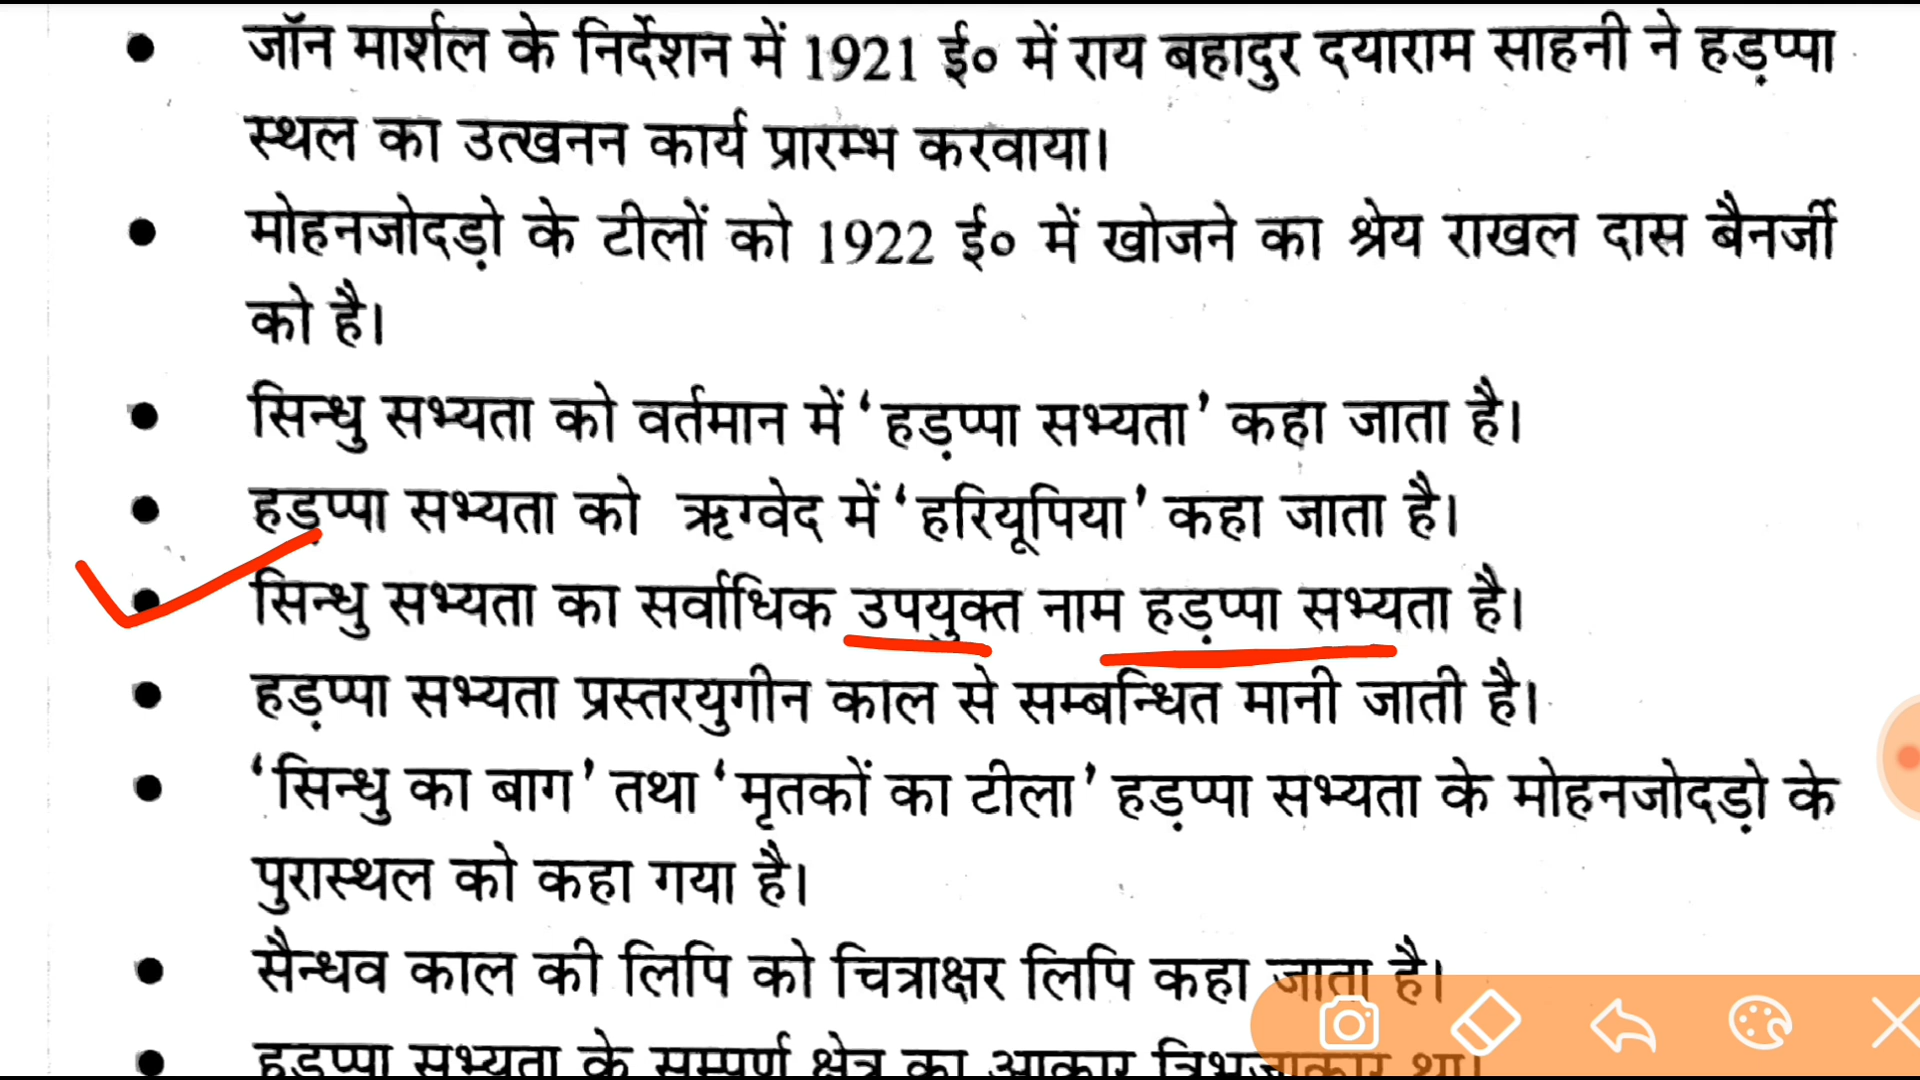 जॉन मार्शल के निर्देशन में 1921 ई० में राय बहादुर दयाराम साहनी ने हड़प्पा
स्थल का उत्खनन कार्य प्रारम्भ करवाया।
मोहनजोदड़ो के टीलों को 1922 ई० में खोजने का श्रेय राखल दास बैनर्जी
को है।
सिन्धु सभ्यता को वर्तमान में ‘हड़प्पा सभ्यता’ कहा जाता है।
हड़प्पा सभ्यता को ऋग्वेद में ‘हरियूपिया’ कहा जाता है।
सिन्धु सभ्यता का सर्वाधिक उपयुक्त नाम हड़प्पा सभ्यता है।
हड़प्पा सभ्यता प्रस्तरयुगीन काल से सम्बन्धित मानी जाती है।
‘सिन्धु का बाग’ तथा ‘मृतकों का टीला’ हड़प्पा सभ्यता के मोहनजोदड़ो के
पुरास्थल को कहा गया है।
सैन्धव काल की लिपि को चित्राक्षर लिपि कहा जाता है।
हड़प्पा सभ्यता के सम्पूर्ण क्षेत्र का आकार त्रिभुजाकार था।